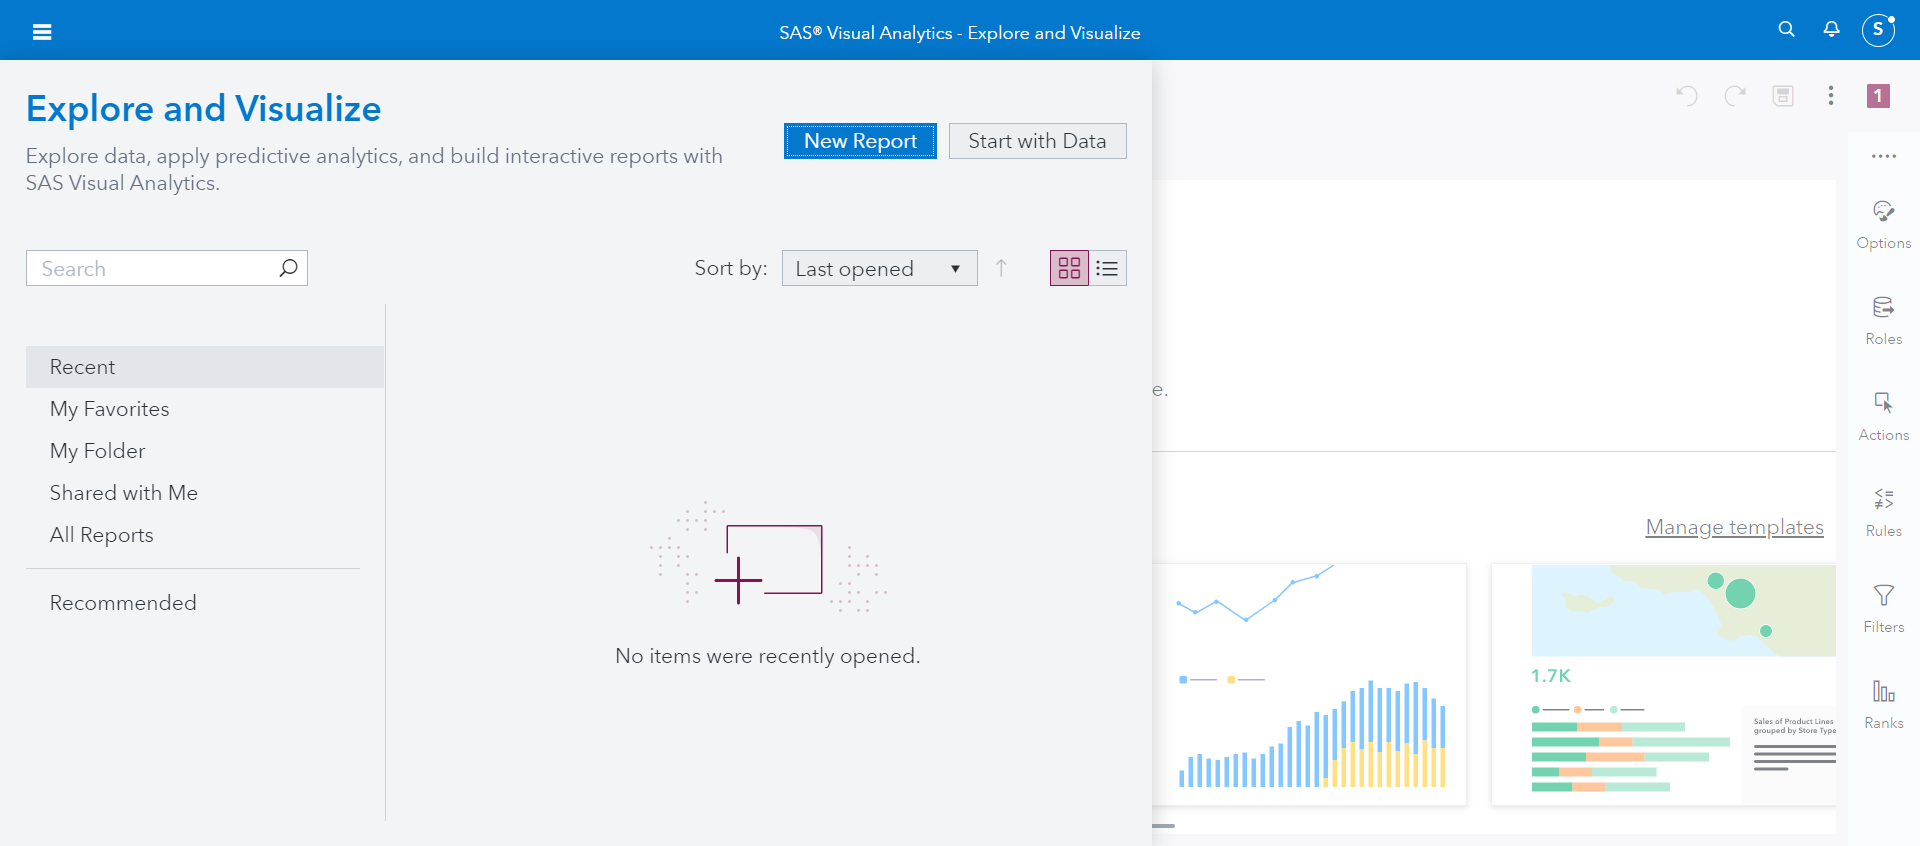 SAS® Visual Analytics - Explore and Visualize
S
Explore and Visualize
Explore data, apply predictive analytics, and build interactive reports with
SAS Visual Analytics.
New Report
Start with Data
1
Search
Sort by:
Last opened
Options
Recent
My Favorites
My Folder
Shared with Me
All Reports
Recommended
No items were recently opened.
e.
Roles
Actions
Rules
Manage templates
Filters
1.7K
Sales of Product Lines
grouped by Store Type
Ranks